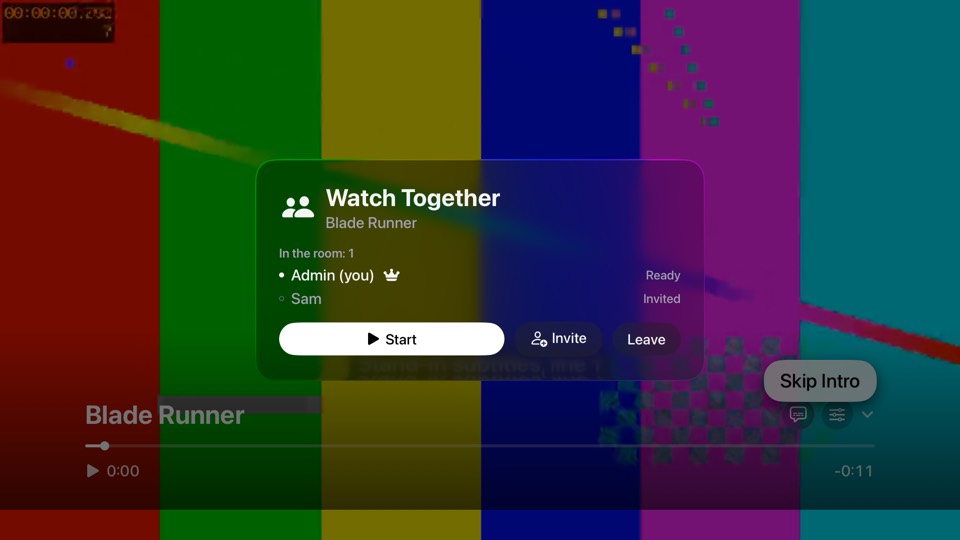 Watch Together
Blade Runner
In the room: 1
Admin (you)
Ready
Sam
Invited
Start
Invite
Leave
Skip Intro
Blade Runner
0:00
-0:11